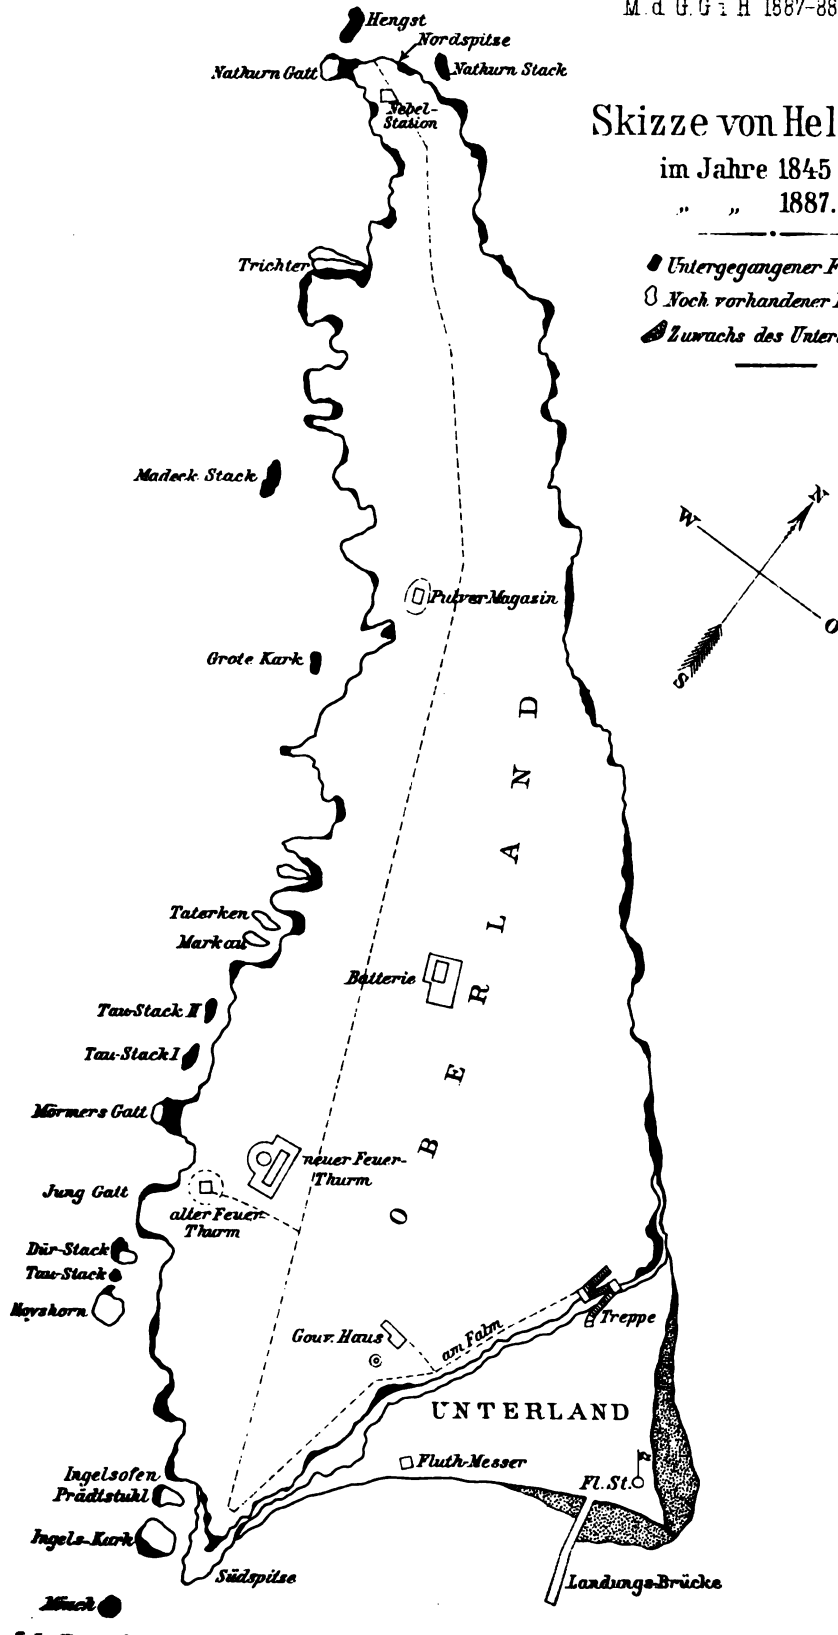 M. d. G. G. i. H. 1887-88
Hengst
Nordspitze
Nathurn Gatt
Nathurn Stack
Nebel-
Station
Skizze von Hel
im Jahre 1845
„ „ 1887.
Trichter
Untergegangener F
Noch vorhandener
Zuwachs des Unter
Madeck Stack
N
W
O
S
Pulver Magazin
Grote Kark
OBERLAND
Taterken
Markau
Batterie
Tau-Stack II
Tau-Stack I
Mörmers Gatt
neuer Feuer-
Thurm
Jung Gatt
alter Feuer-
Thurm
Dür-Stack
Tau-Stack
Moyshorn
Treppe
Gouv. Haus
am Falm
UNTERLAND
Fluth-Messer
Fl. St.
Ingelsofen
Prädtstuhl
Ingels-Kark
Südspitze
Landungs-Brücke
Mönch